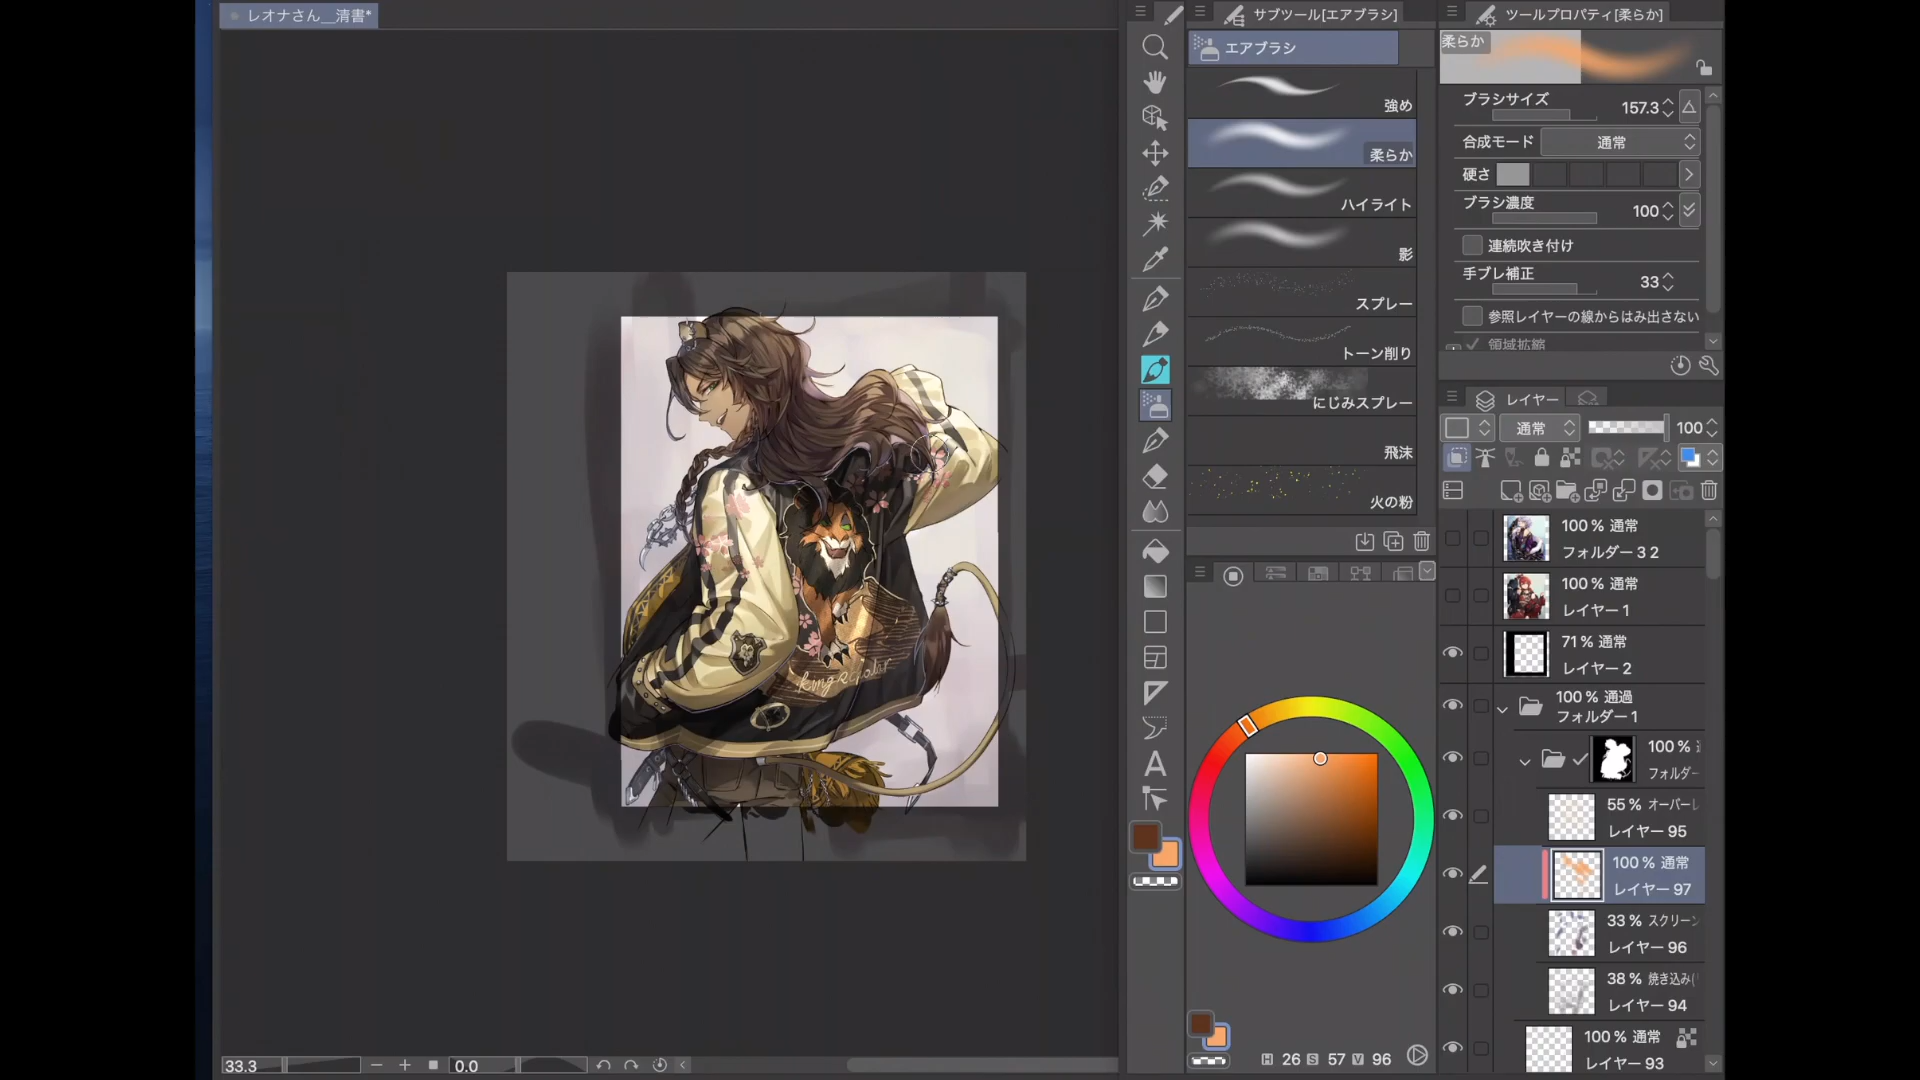 レオナさん__清書*
サブツール[エアブラシ]
エアブラシ
強め
柔らか
ハイライト
影
スプレー
トーン削り
にじみスプレー
飛沫
火の粉
ツールプロパティ[柔らか]
柔らか
ブラシサイズ 157.3
合成モード 通常
硬さ
ブラシ濃度 100
連続吹き付け
手ブレ補正 33
参照レイヤーの線からはみ出さない
領域拡縮
レイヤー
通常 100
100 % 通常
フォルダー 3 2
100 % 通常
レイヤー 1
71 % 通常
レイヤー 2
100 % 通過
フォルダー 1
100 %
フォルダー
55 % オーバーレ
レイヤー 95
100 % 通常
レイヤー 97
33 % スクリーン
レイヤー 96
38 % 焼き込み(
レイヤー 94
100 % 通常
レイヤー 93
H 26 S 57 V 96
33.3
0.0